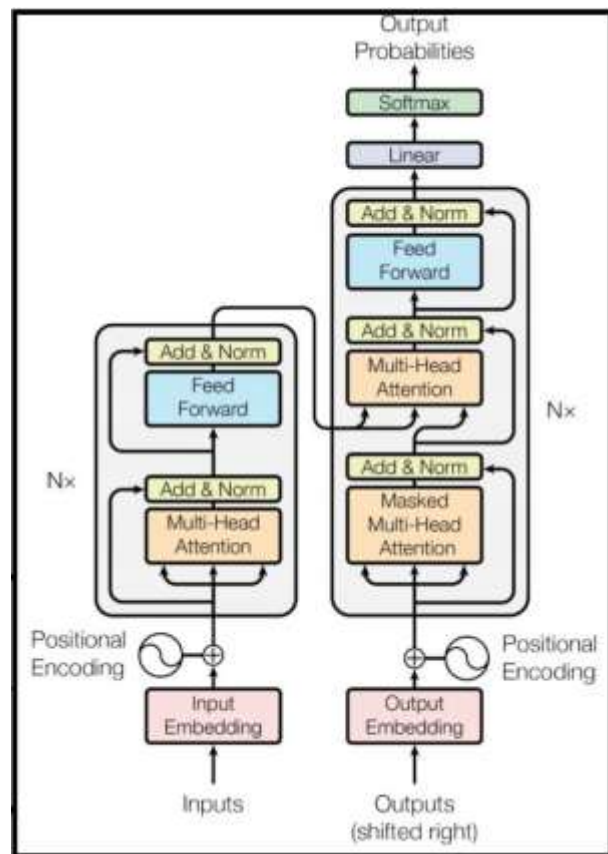 Output
Probabilities
Softmax
Linear
Add & Norm
Feed
Forward
Add & Norm
Multi-Head
Attention
Nx
Add & Norm
Masked
Multi-Head
Attention
Positional
Encoding
Output
Embedding
Outputs
(shifted right)
Add & Norm
Feed
Forward
Nx
Add & Norm
Multi-Head
Attention
Positional
Encoding
Input
Embedding
Inputs